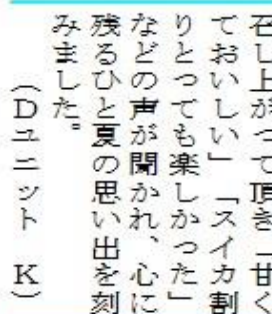 召し上がって頂き「甘く
ておいしい」「スイカ割
りとっても楽しかった」
などの声が聞かれ、心に
残るひと夏の思い出を刻
みました。
（Dユニット　K）